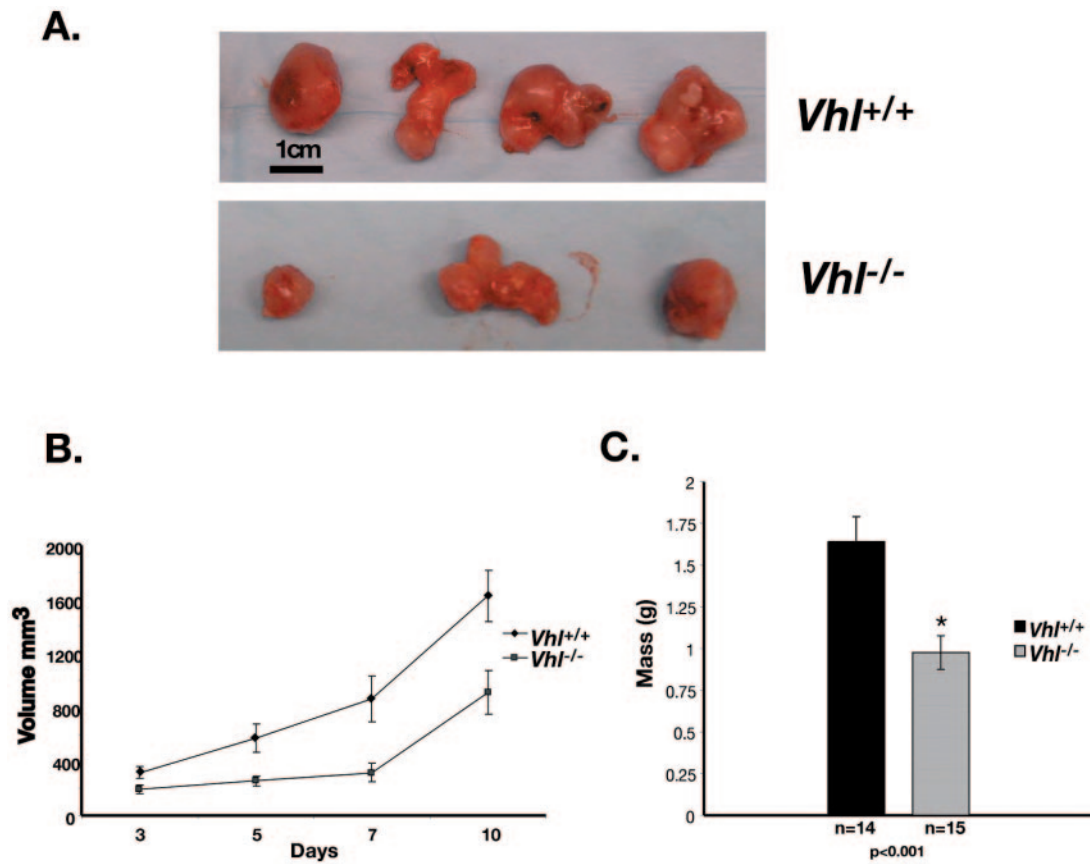 A.
1cm
Vhl+/+
Vhl-/-
B.
2000
1600
1200
800
400
0
Volume mm3
3 5 7 10
Days
Vhl+/+
Vhl-/-
C.
2
1.75
1.5
1.25
1
0.75
0.5
0.25
0
Mass (g)
*
n=14 n=15
p<0.001
Vhl+/+
Vhl-/-